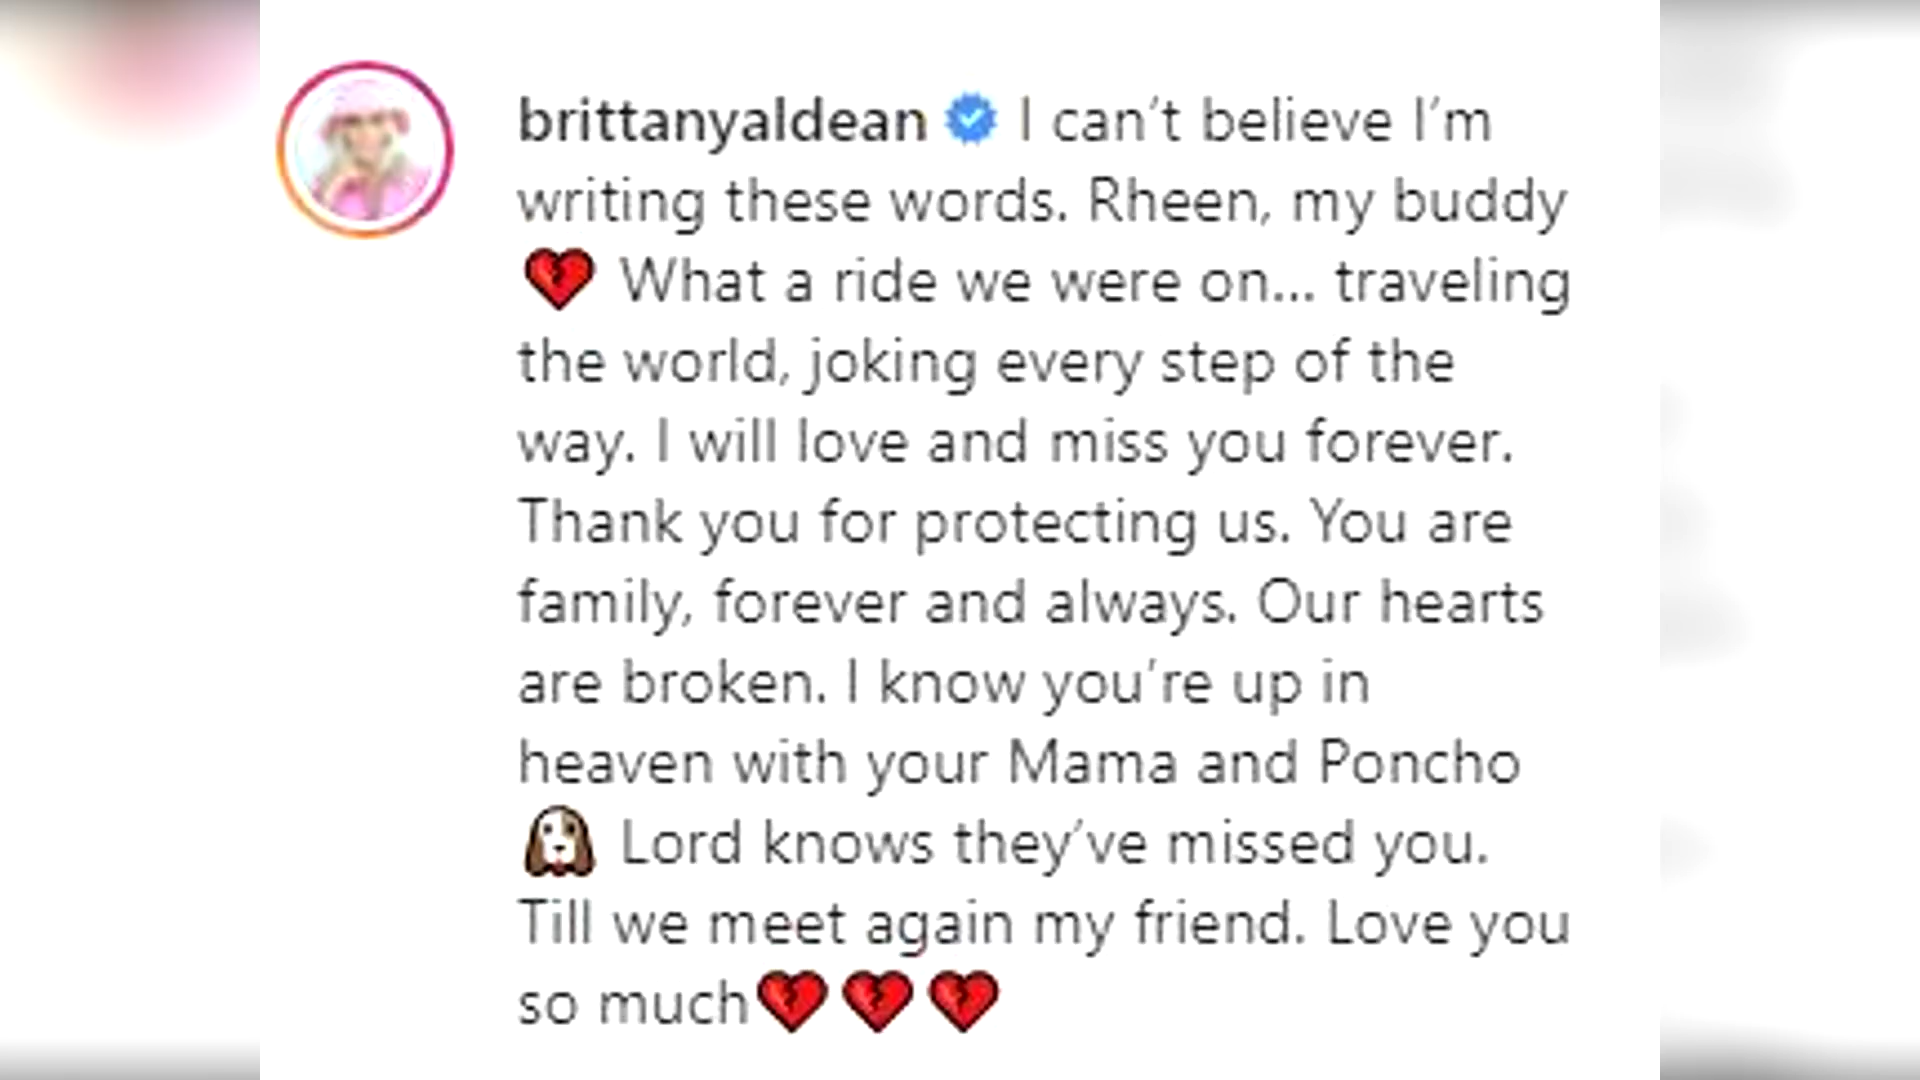 brittanyaldean I can't believe I'm
writing these words. Rheen, my buddy
💔 What a ride we were on... traveling
the world, joking every step of the
way. I will love and miss you forever.
Thank you for protecting us. You are
family, forever and always. Our hearts
are broken. I know you're up in
heaven with your Mama and Poncho
🐶 Lord knows they've missed you.
Till we meet again my friend. Love you
so much💔💔💔